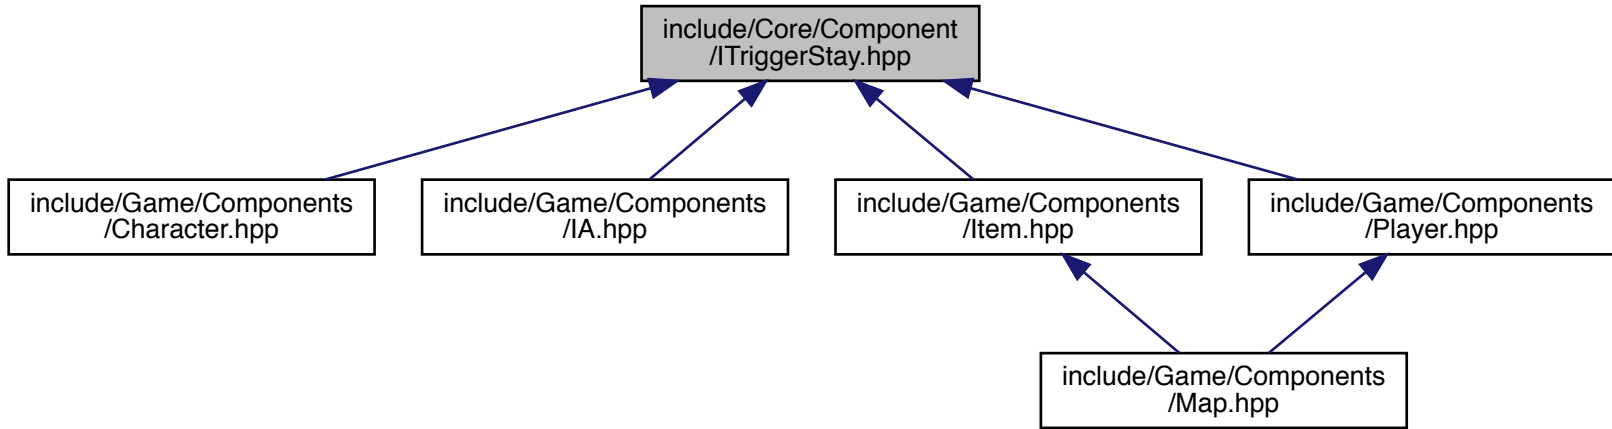 include/Core/Component
/ITriggerStay.hpp
include/Game/Components
/Character.hpp
include/Game/Components
/IA.hpp
include/Game/Components
/Item.hpp
include/Game/Components
/Player.hpp
include/Game/Components
/Map.hpp